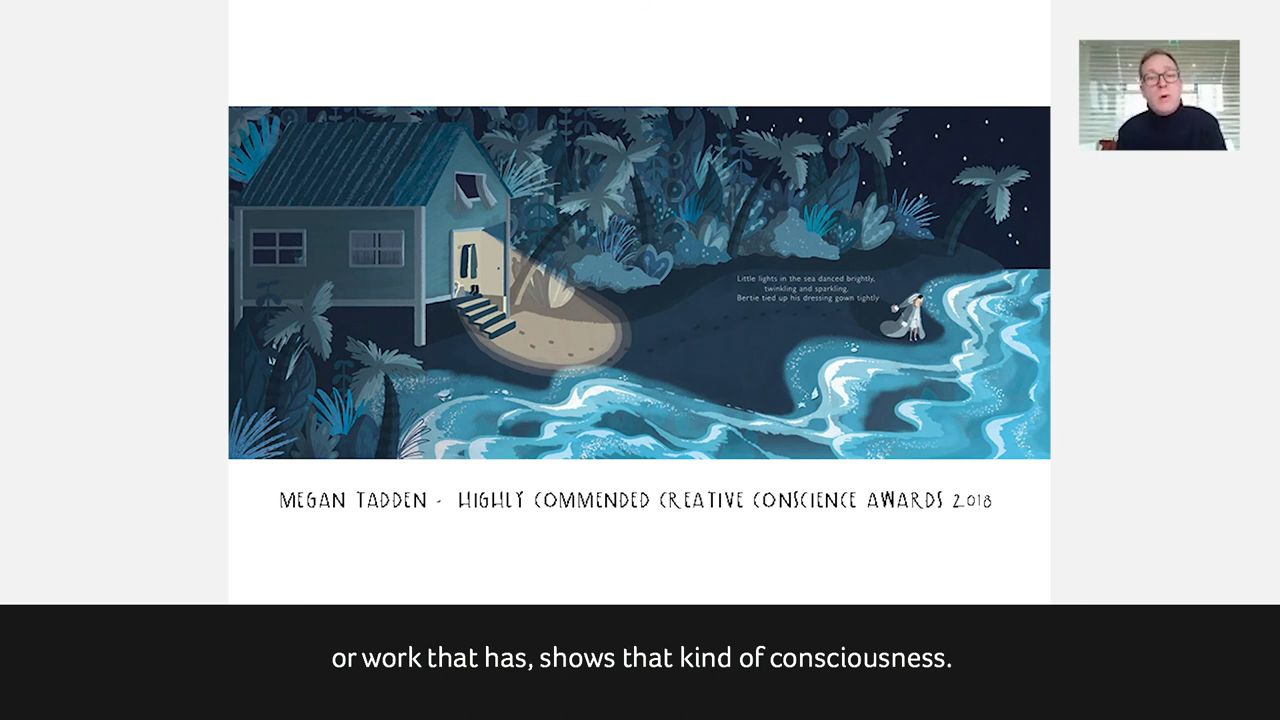 Little lights in the sea danced brightly,
twinkling and sparkling.
Bertie tied up his dressing gown tightly
MEGAN TADDEN - HIGHLY COMMENDED CREATIVE CONSCIENCE AWARDS 2018
or work that has, shows that kind of consciousness.